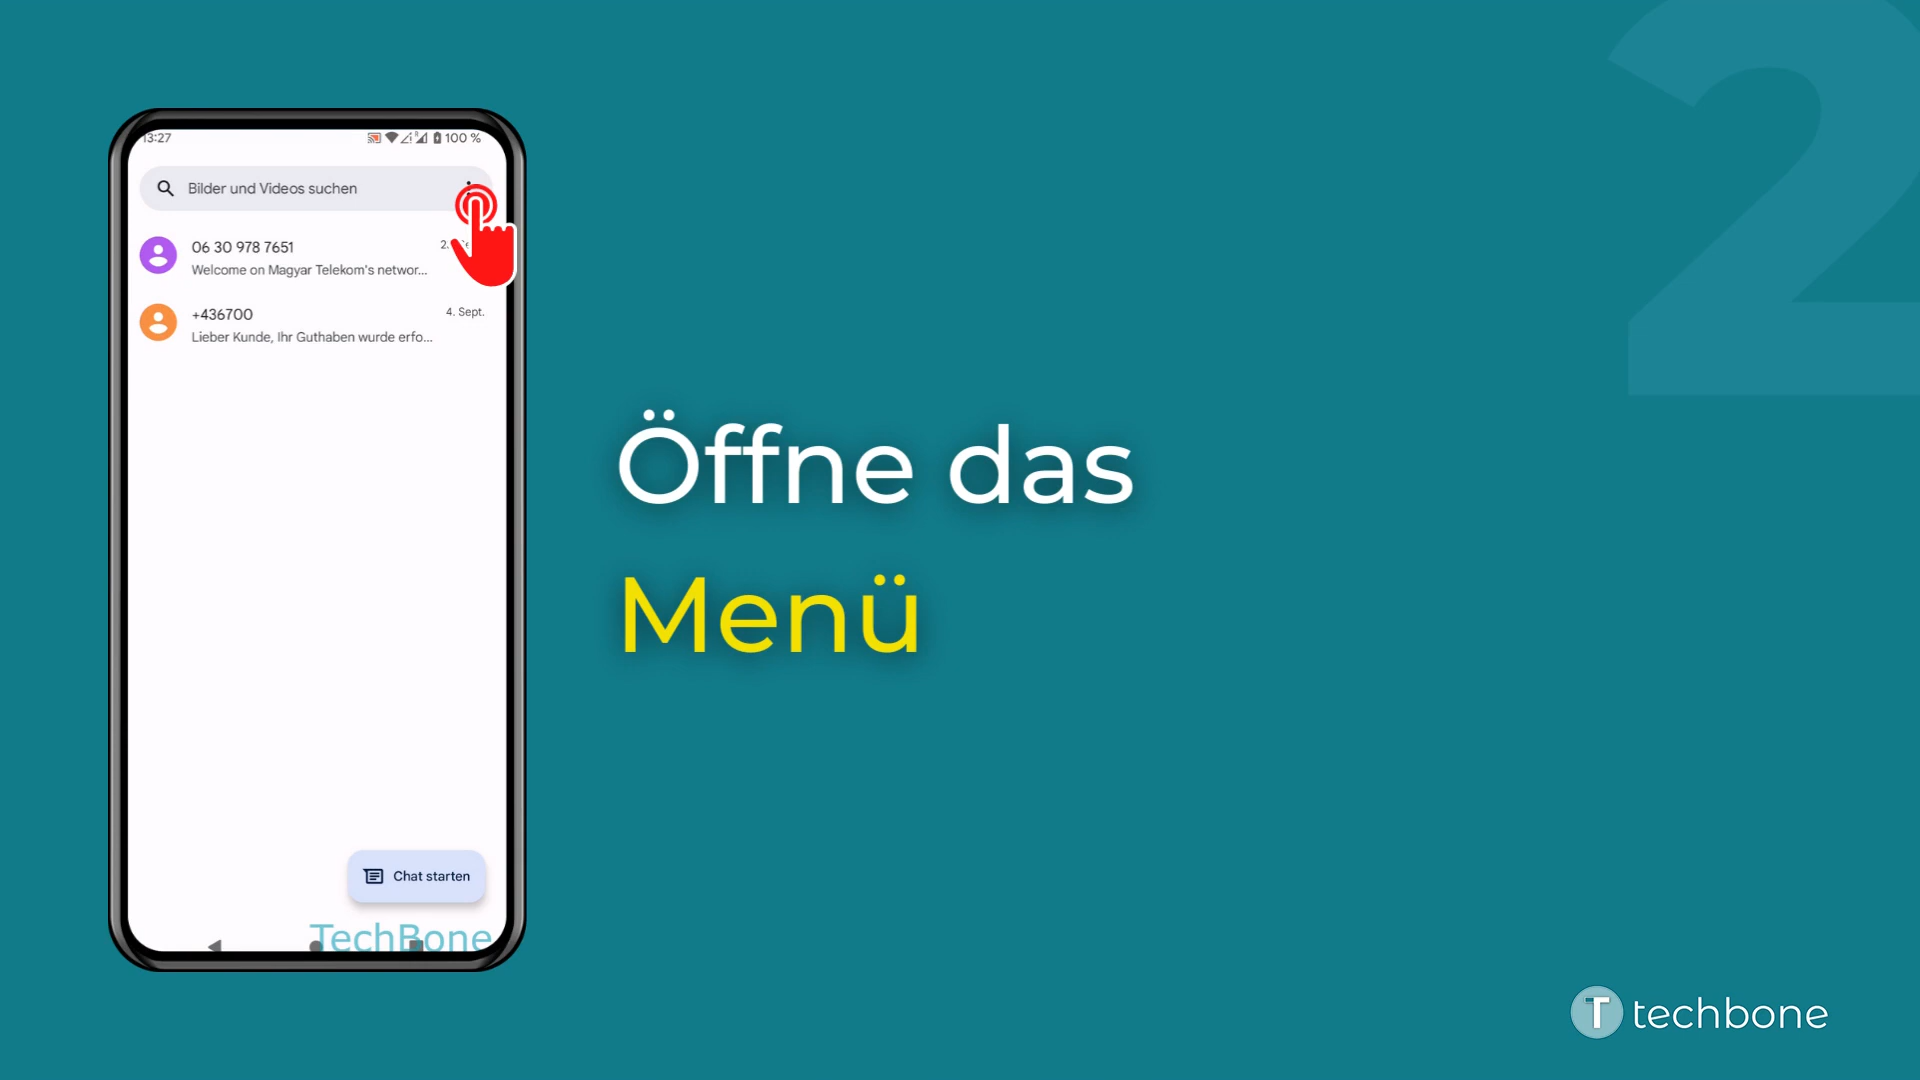 2
13:27
100 %
Bilder und Videos suchen
06 30 978 7651
Welcome on Magyar Telekom's networ...
+436700
4. Sept.
Lieber Kunde, Ihr Guthaben wurde erfo...
Öffne das
Menü
Chat starten
TechBone
T techbone